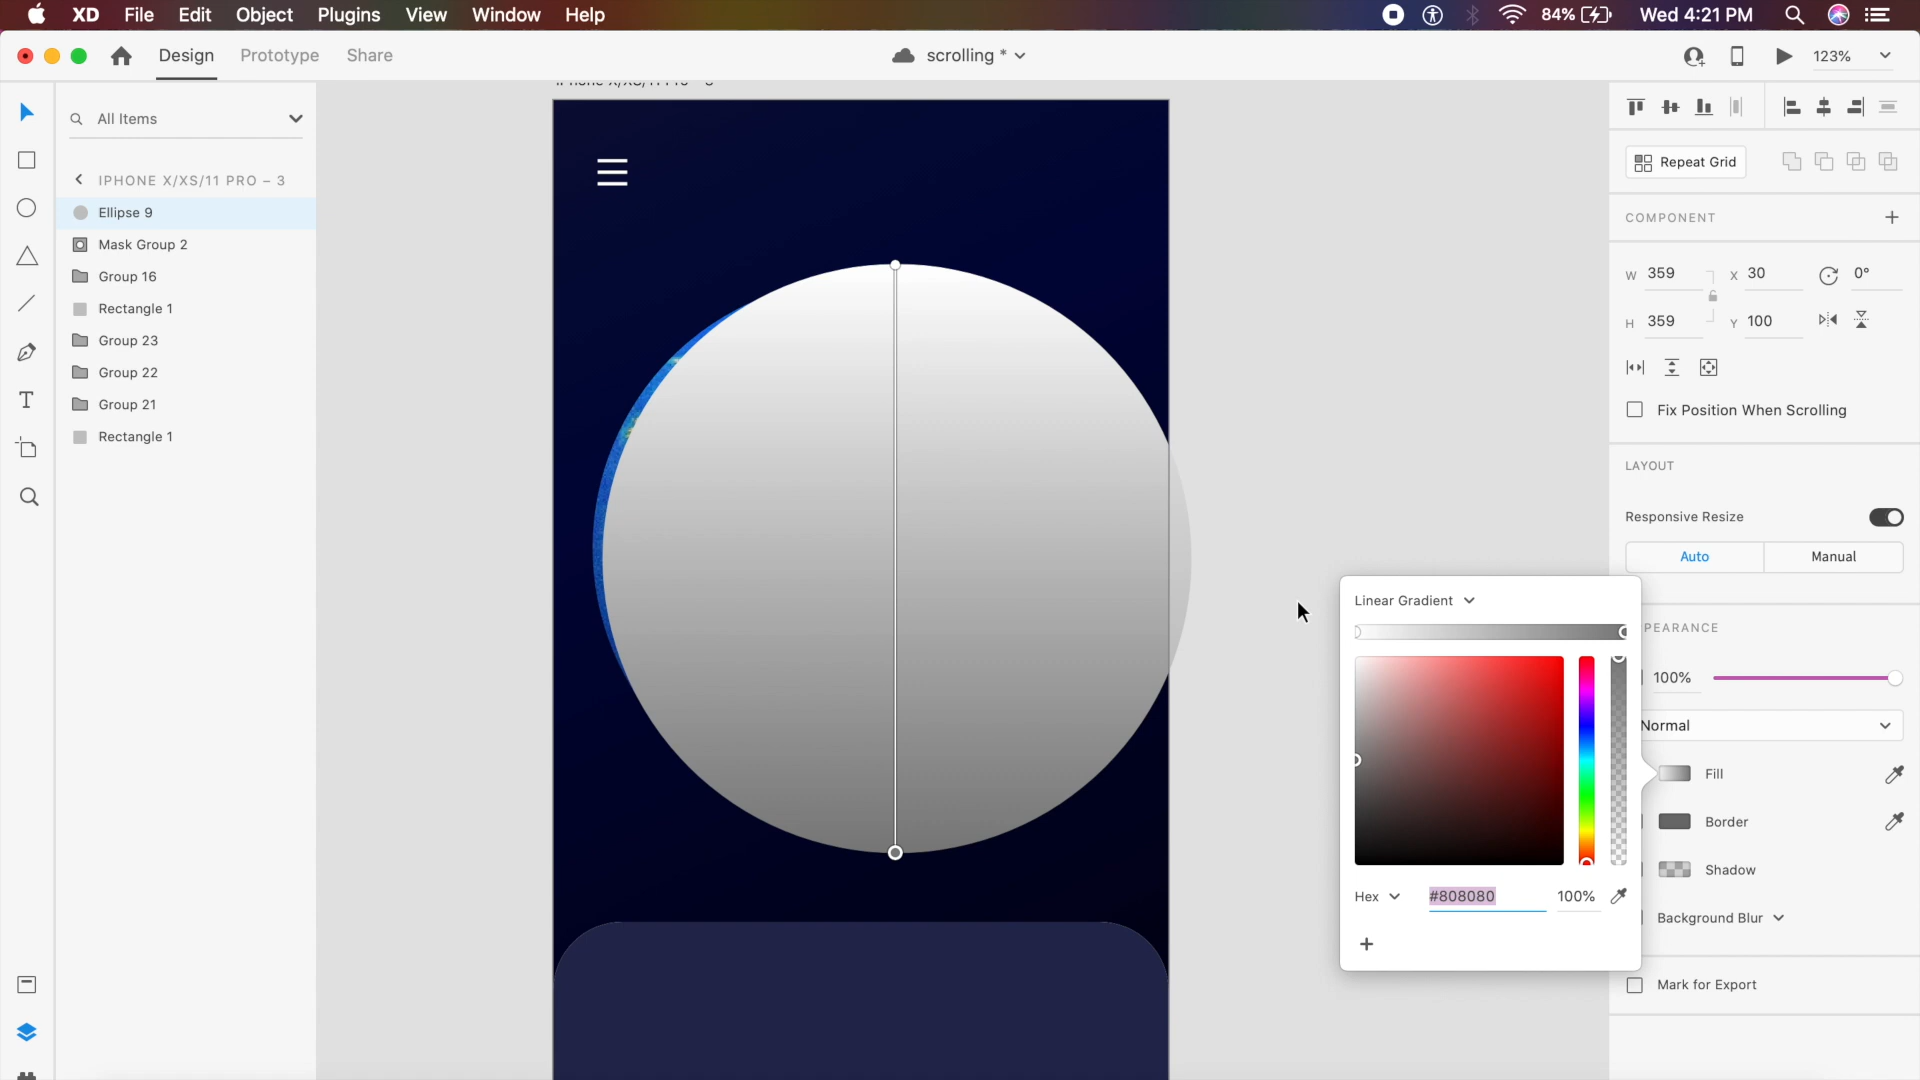 XD File Edit Object Plugins View Window Help 84% Wed 4:21 PM
Design Prototype Share scrolling * 123%
All Items
IPHONE X/XS/11 PRO – 3
Ellipse 9
Mask Group 2
Group 16
Rectangle 1
Group 23
Group 22
Group 21
Rectangle 1
Repeat Grid
COMPONENT
W 359 X 30 0°
H 359 Y 100
Fix Position When Scrolling
LAYOUT
Responsive Resize
Auto Manual
PEARANCE
100%
Normal
Fill
Border
Shadow
Background Blur
Mark for Export
Linear Gradient
Hex #808080 100%